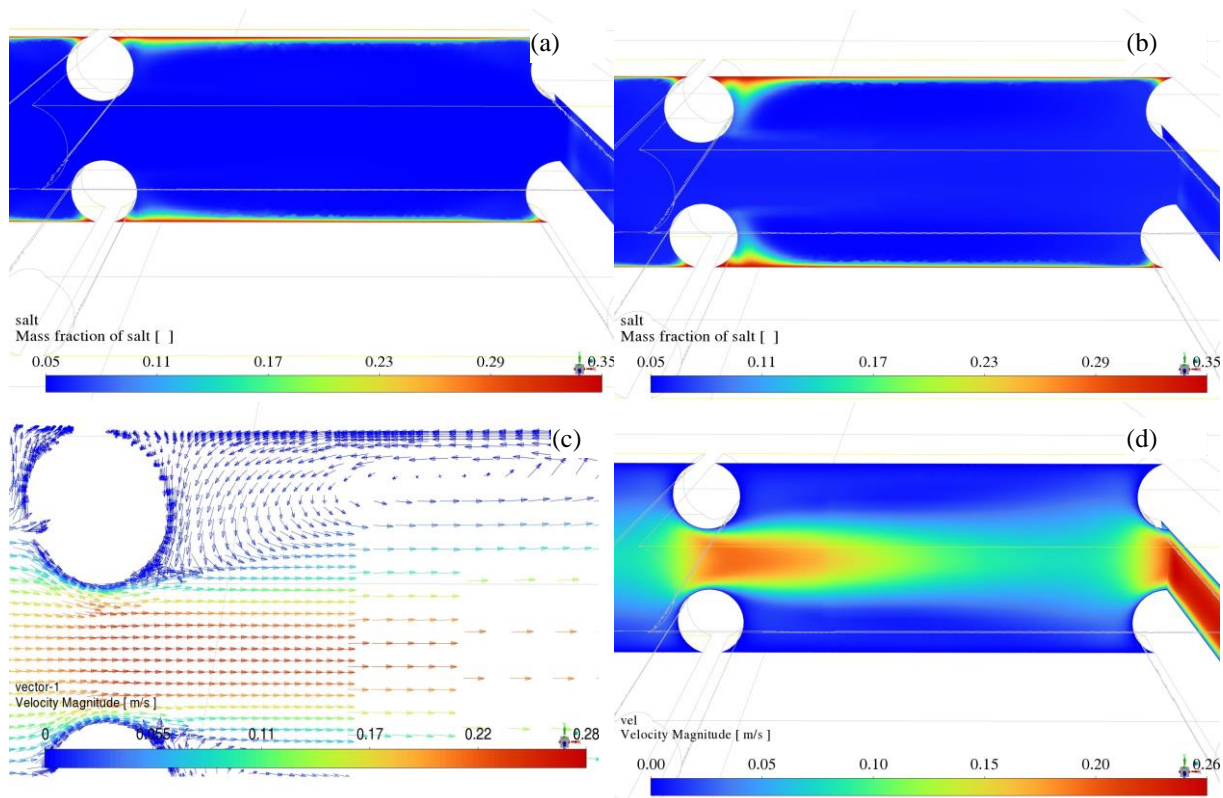 (a)
salt
Mass fraction of salt [ ]
0.05 0.11 0.17 0.23 0.29 0.35
(b)
salt
Mass fraction of salt [ ]
0.05 0.11 0.17 0.23 0.29 0.35
(c)
vector-1
Velocity Magnitude [ m/s ]
0 0.055 0.11 0.17 0.22 0.28
(d)
vel
Velocity Magnitude [ m/s ]
0.00 0.05 0.10 0.15 0.20 0.26